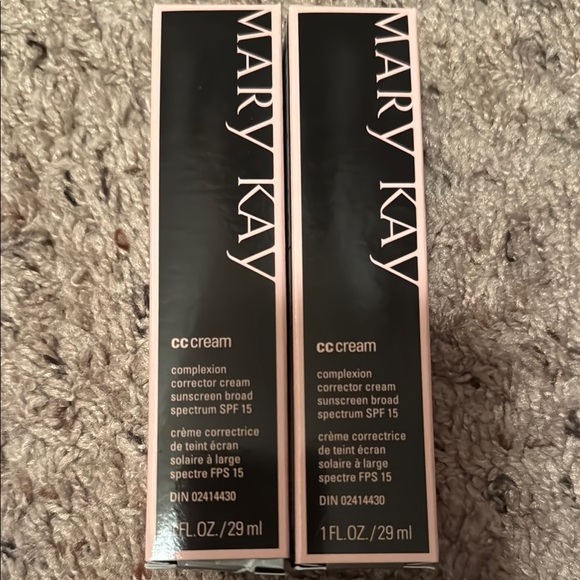 MARY KAY
cc cream
complexion
corrector cream
sunscreen broad
spectrum SPF 15
crème correctrice
de teint écran
solaire à large
spectre FPS 15
DIN 02414430
1 FL.OZ./29 ml
MARY KAY
cc cream
complexion
corrector cream
sunscreen broad
spectrum SPF 15
crème correctrice
de teint écran
solaire à large
spectre FPS 15
DIN 02414430
1 FL.OZ./29 ml